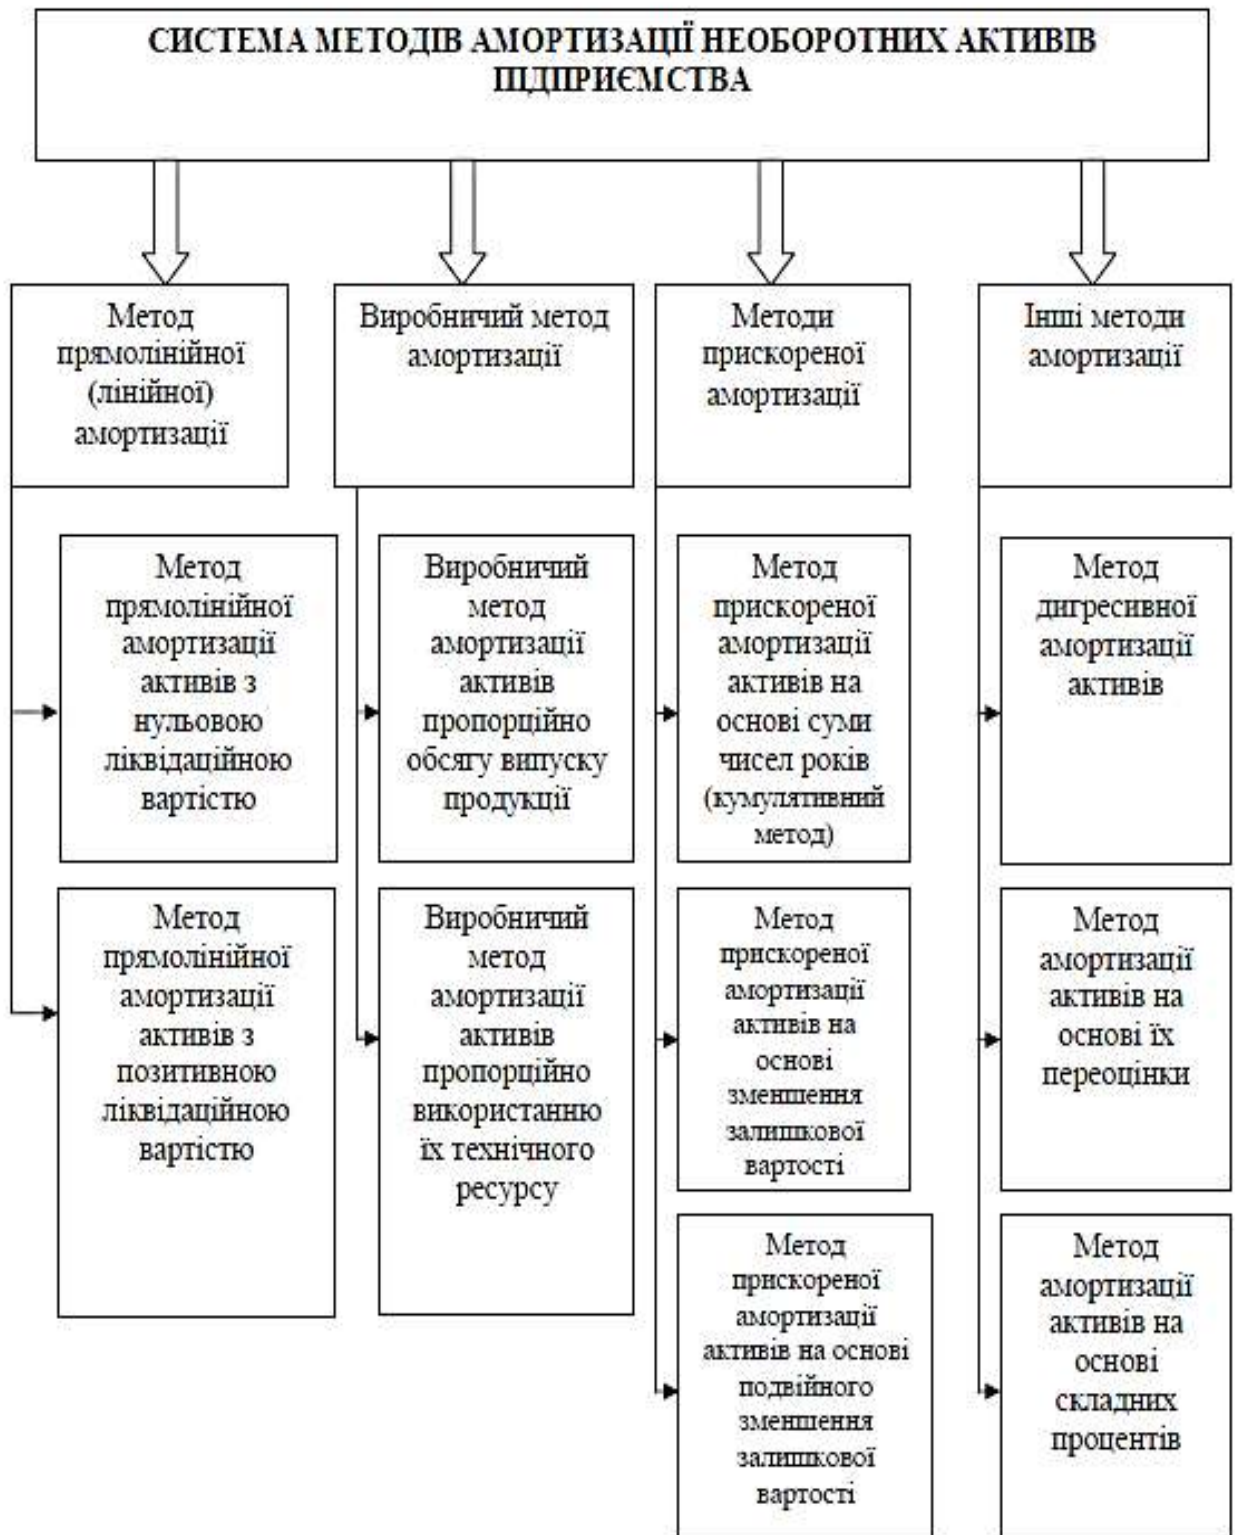 СИСТЕМА МЕТОДІВ АМОРТИЗАЦІЇ НЕОБОРОТНИХ АКТИВІВ
ПІДПРИЄМСТВА
Метод
прямолінійної
(лінійної)
амортизації
Виробничий метод
амортизації
Методи
прискореної
амортизації
Інші методи
амортизації
Метод
прямолінійної
амортизації
активів з
нульовою
ліквідаційною
вартістю
Виробничий
метод
амортизації
активів
пропорційно
обсягу випуску
продукції
Метод
прискореної
амортизації
активів на
основі суми
чисел років
(кумулятивний
метод)
Метод
дигресивної
амортизації
активів
Метод
прямолінійної
амортизації
активів з
позитивною
ліквідаційною
вартістю
Виробничий
метод
амортизації
активів
пропорційно
використанню
їх технічного
ресурсу
Метод
прискореної
амортизації
активів на
основі
зменшення
залишкової
вартості
Метод
амортизації
активів на
основі їх
переоцінки
Метод
прискореної
амортизації
активів на основі
подвійного
зменшення
залишкової
вартості
Метод
амортизації
активів на
основі
складних
процентів